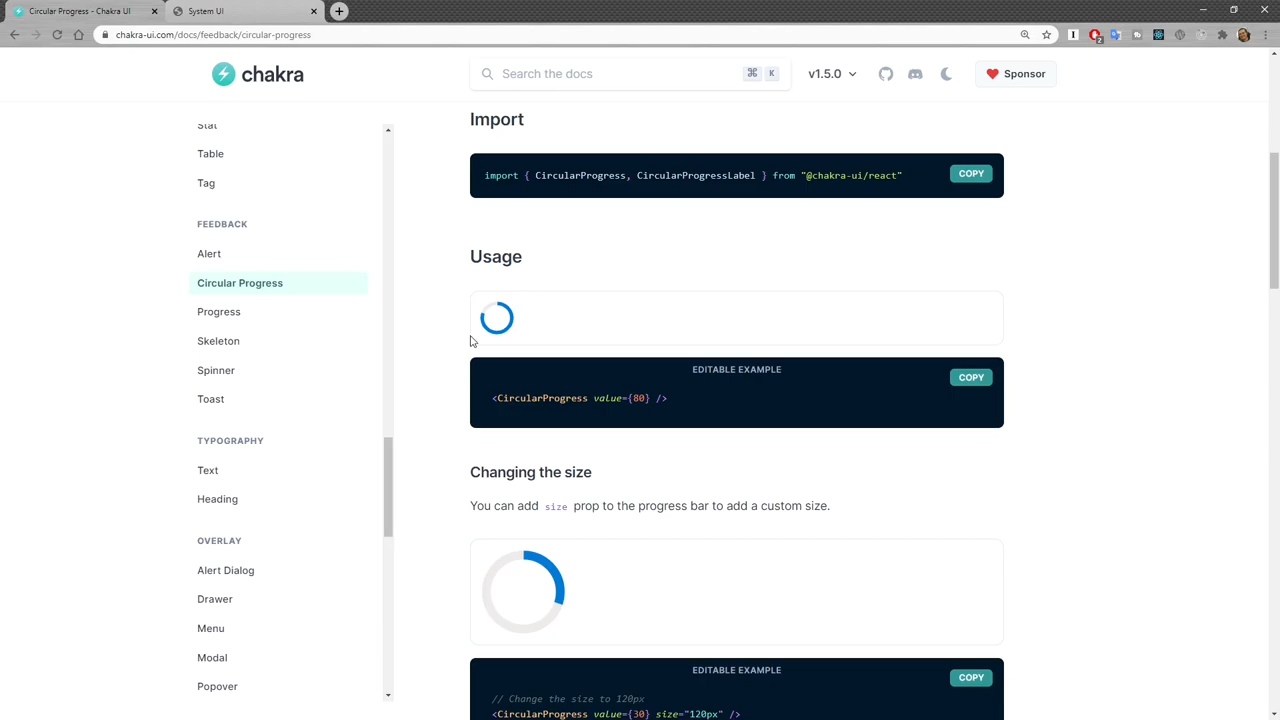 Circular Progress - Chakra UI
System UI
chakra-ui.com/docs/feedback/circular-progress
2
chakra
Search the docs
⌘ K
v1.5.0
Sponsor
Stat
Table
Tag
FEEDBACK
Alert
Circular Progress
Progress
Skeleton
Spinner
Toast
TYPOGRAPHY
Text
Heading
OVERLAY
Alert Dialog
Drawer
Menu
Modal
Popover
Import
import { CircularProgress, CircularProgressLabel } from "@chakra-ui/react"
COPY
Usage
EDITABLE EXAMPLE
COPY
<CircularProgress value={80} />
Changing the size
You can add size prop to the progress bar to add a custom size.
EDITABLE EXAMPLE
COPY
// Change the size to 120px
<CircularProgress value={30} size="120px" />